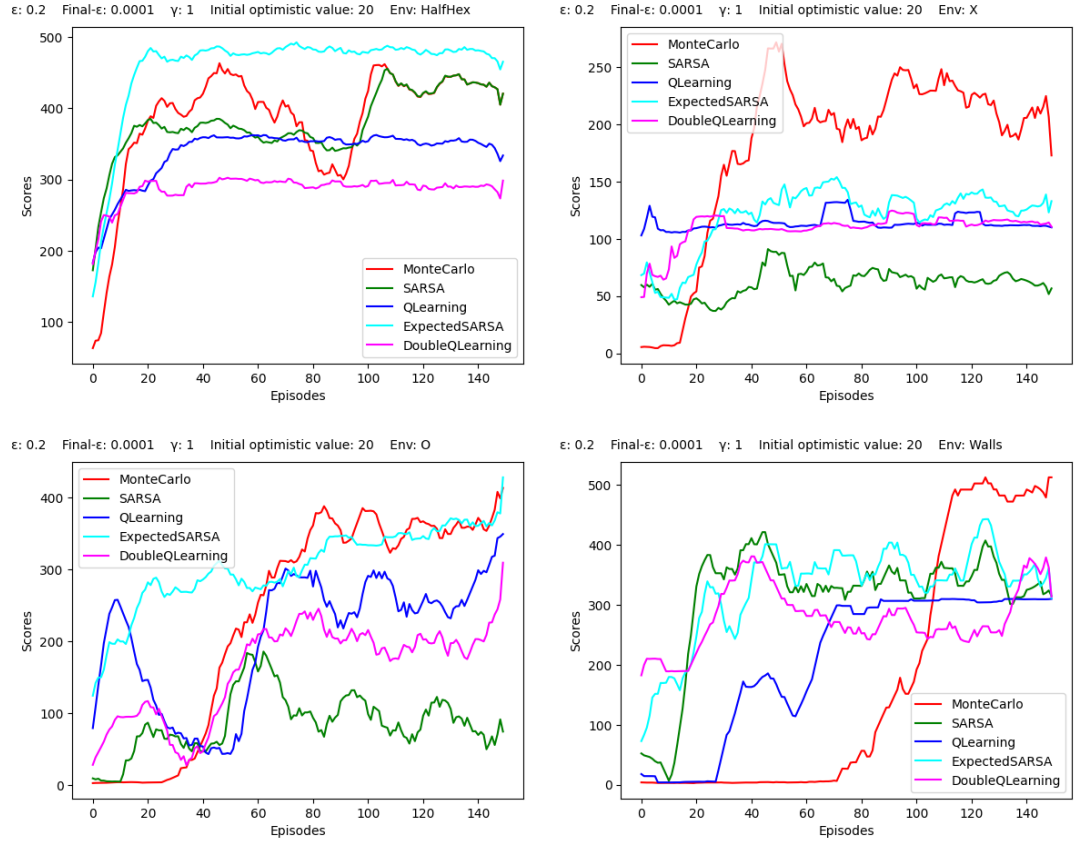 ε: 0.2    Final-ε: 0.0001    γ: 1    Initial optimistic value: 20    Env: HalfHex
500
400
300
200
100
Scores
MonteCarlo
SARSA
QLearning
ExpectedSARSA
DoubleQLearning
0 20 40 60 80 100 120 140
Episodes
ε: 0.2    Final-ε: 0.0001    γ: 1    Initial optimistic value: 20    Env: X
250
200
150
100
50
0
Scores
MonteCarlo
SARSA
QLearning
ExpectedSARSA
DoubleQLearning
0 20 40 60 80 100 120 140
Episodes
ε: 0.2    Final-ε: 0.0001    γ: 1    Initial optimistic value: 20    Env: O
400
300
200
100
0
Scores
MonteCarlo
SARSA
QLearning
ExpectedSARSA
DoubleQLearning
0 20 40 60 80 100 120 140
Episodes
ε: 0.2    Final-ε: 0.0001    γ: 1    Initial optimistic value: 20    Env: Walls
500
400
300
200
100
0
Scores
MonteCarlo
SARSA
QLearning
ExpectedSARSA
DoubleQLearning
0 20 40 60 80 100 120 140
Episodes